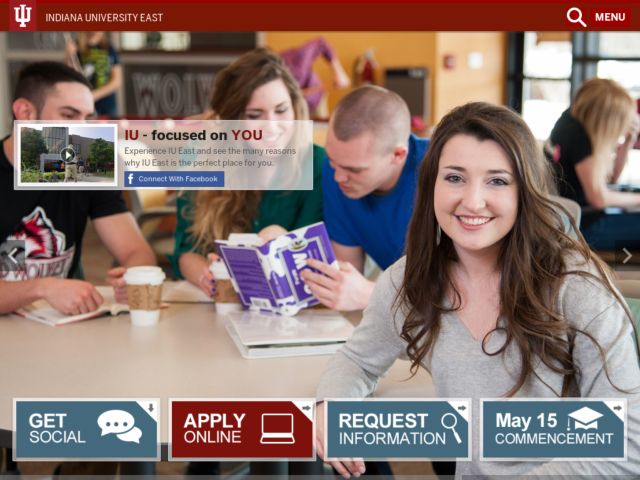 INDIANA UNIVERSITY EAST
MENU
WOLV
IU - focused on YOU
Experience IU East and see the many reasons
why IU East is the perfect place for you.
f Connect With Facebook
GET
SOCIAL
APPLY
ONLINE
REQUEST
INFORMATION
May 15
COMMENCEMENT